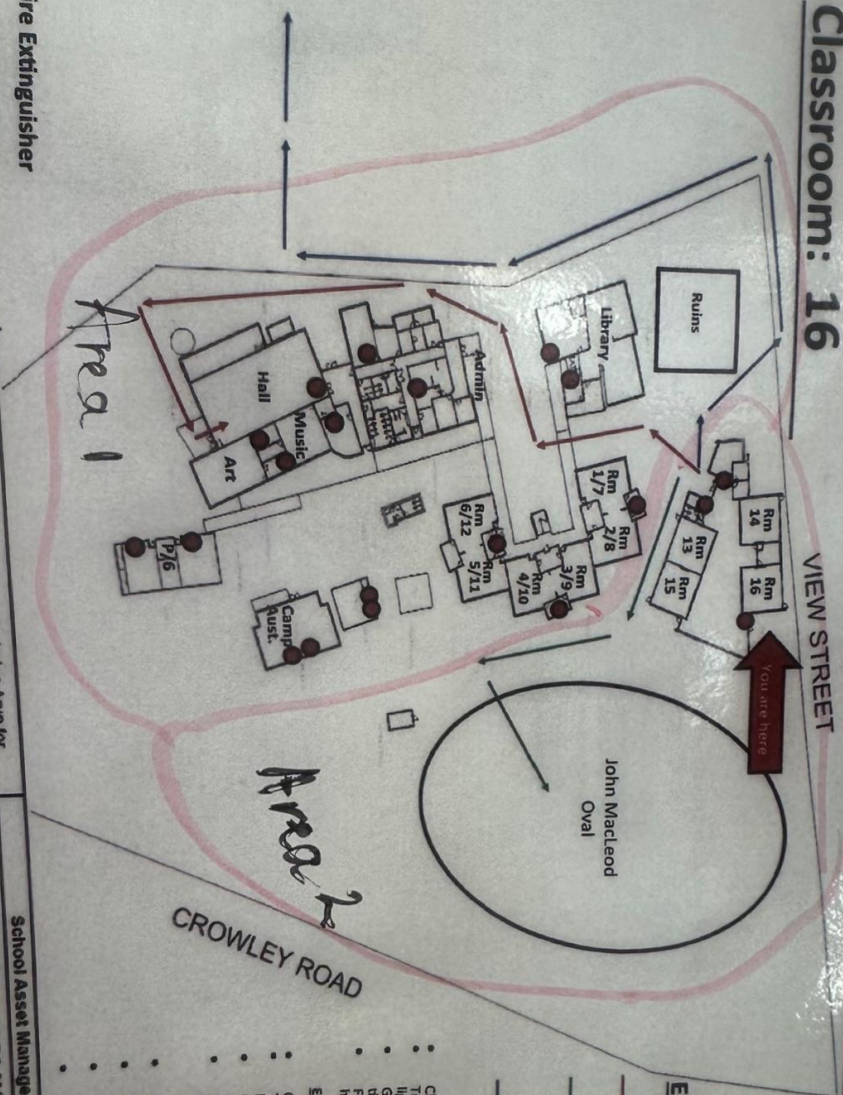 Classroom: 16
VIEW STREET
You are here
Ruins
Library
Rm
14
Rm
16
Rm
13
Rm
15
Rm
1/7
Rm
2/8
Rm
3/9
Rm
4/10
Rm
5/11
Rm
6/12
Admin
Hall
Music
Art
P/6
Camp
Aust.
John MacLeod
Oval
Area 1
Area 2
CROWLEY ROAD
ire Extinguisher
School Asset Manage